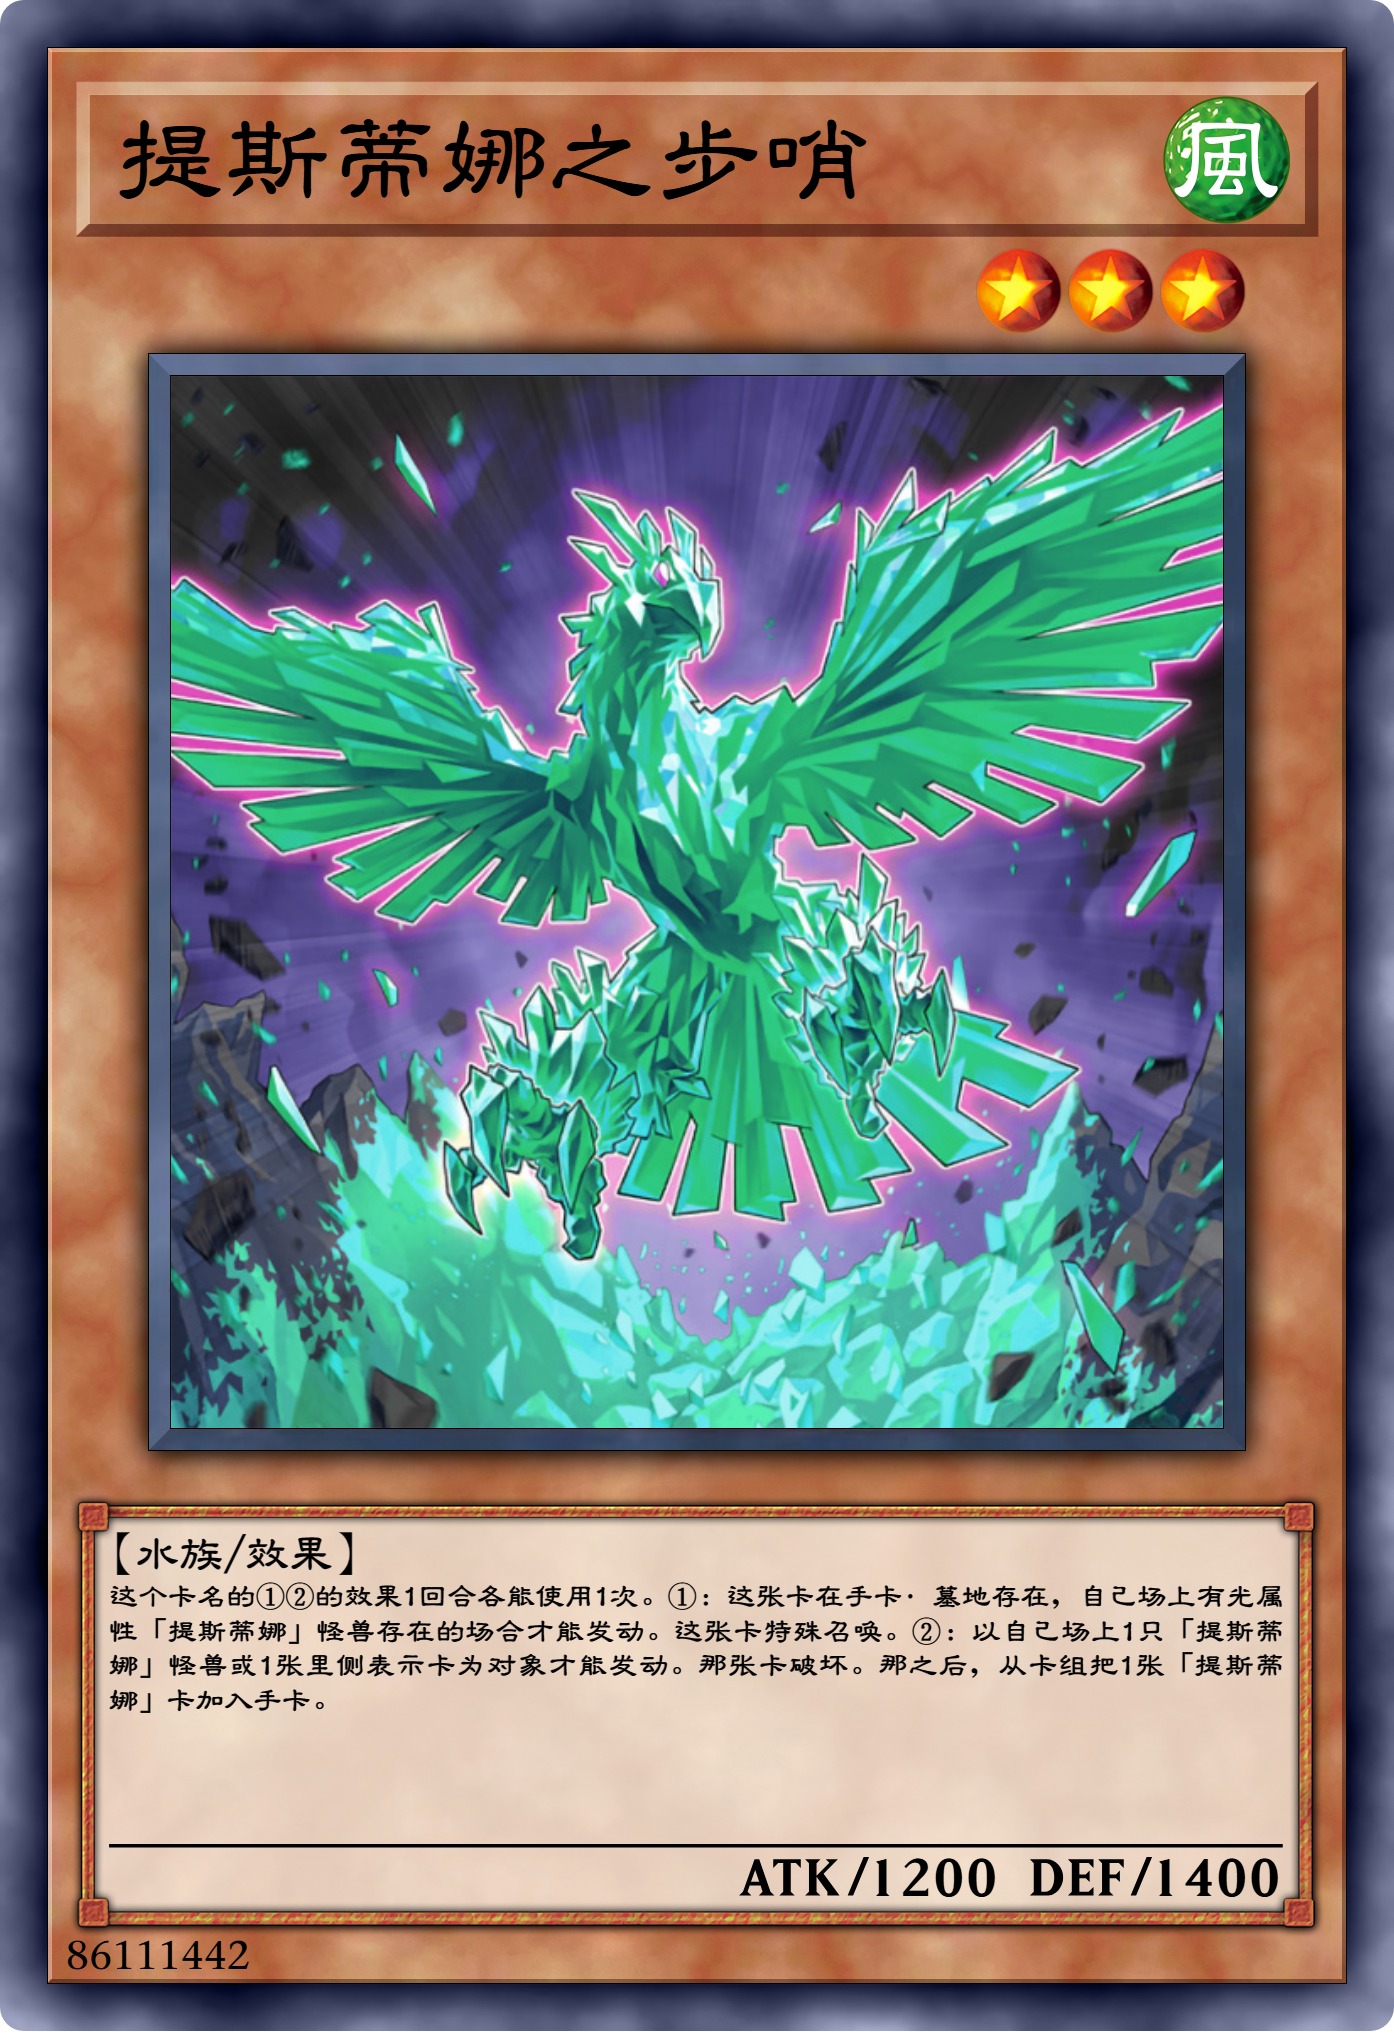 提斯蒂娜之步哨
風
【水族/效果】
这个卡名的①②的效果1回合各能使用1次。①：这张卡在手卡·墓地存在，自己场上有光属
性「提斯蒂娜」怪兽存在的场合才能发动。这张卡特殊召唤。②：以自己场上1只「提斯蒂
娜」怪兽或1张里侧表示卡为对象才能发动。那张卡破坏。那之后，从卡组把1张「提斯蒂
娜」卡加入手卡。
ATK/1200 DEF/1400
86111442